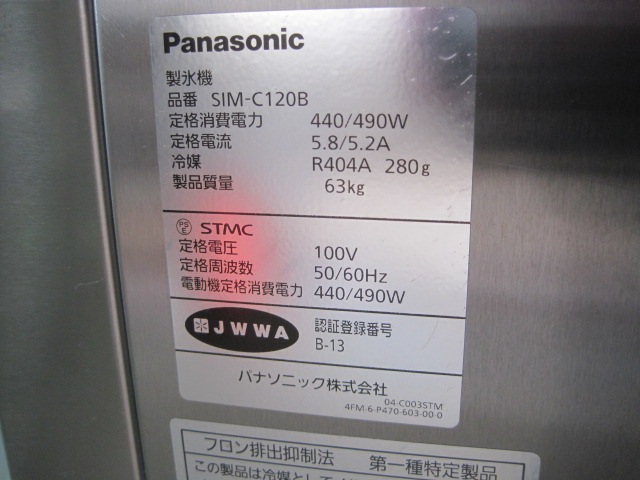 Panasonic
製氷機
品番 SIM-C120B
定格消費電力 440/490W
定格電流 5.8/5.2A
冷媒 R404A 280g
製品質量 63kg
PS E STMC
定格電圧 100V
定格周波数 50/60Hz
電動機定格消費電力 440/490W
水 JWWA 認証登録番号
B-13
パナソニック株式会社
04-C003STM
4FM-6-P470-603-00-0
フロン排出抑制法 第一種特定製品
この製品は冷媒として